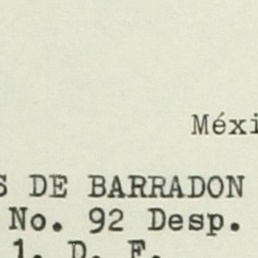 Méxi
S DE BARRADON
No. 92 Desp.
1. D. F.